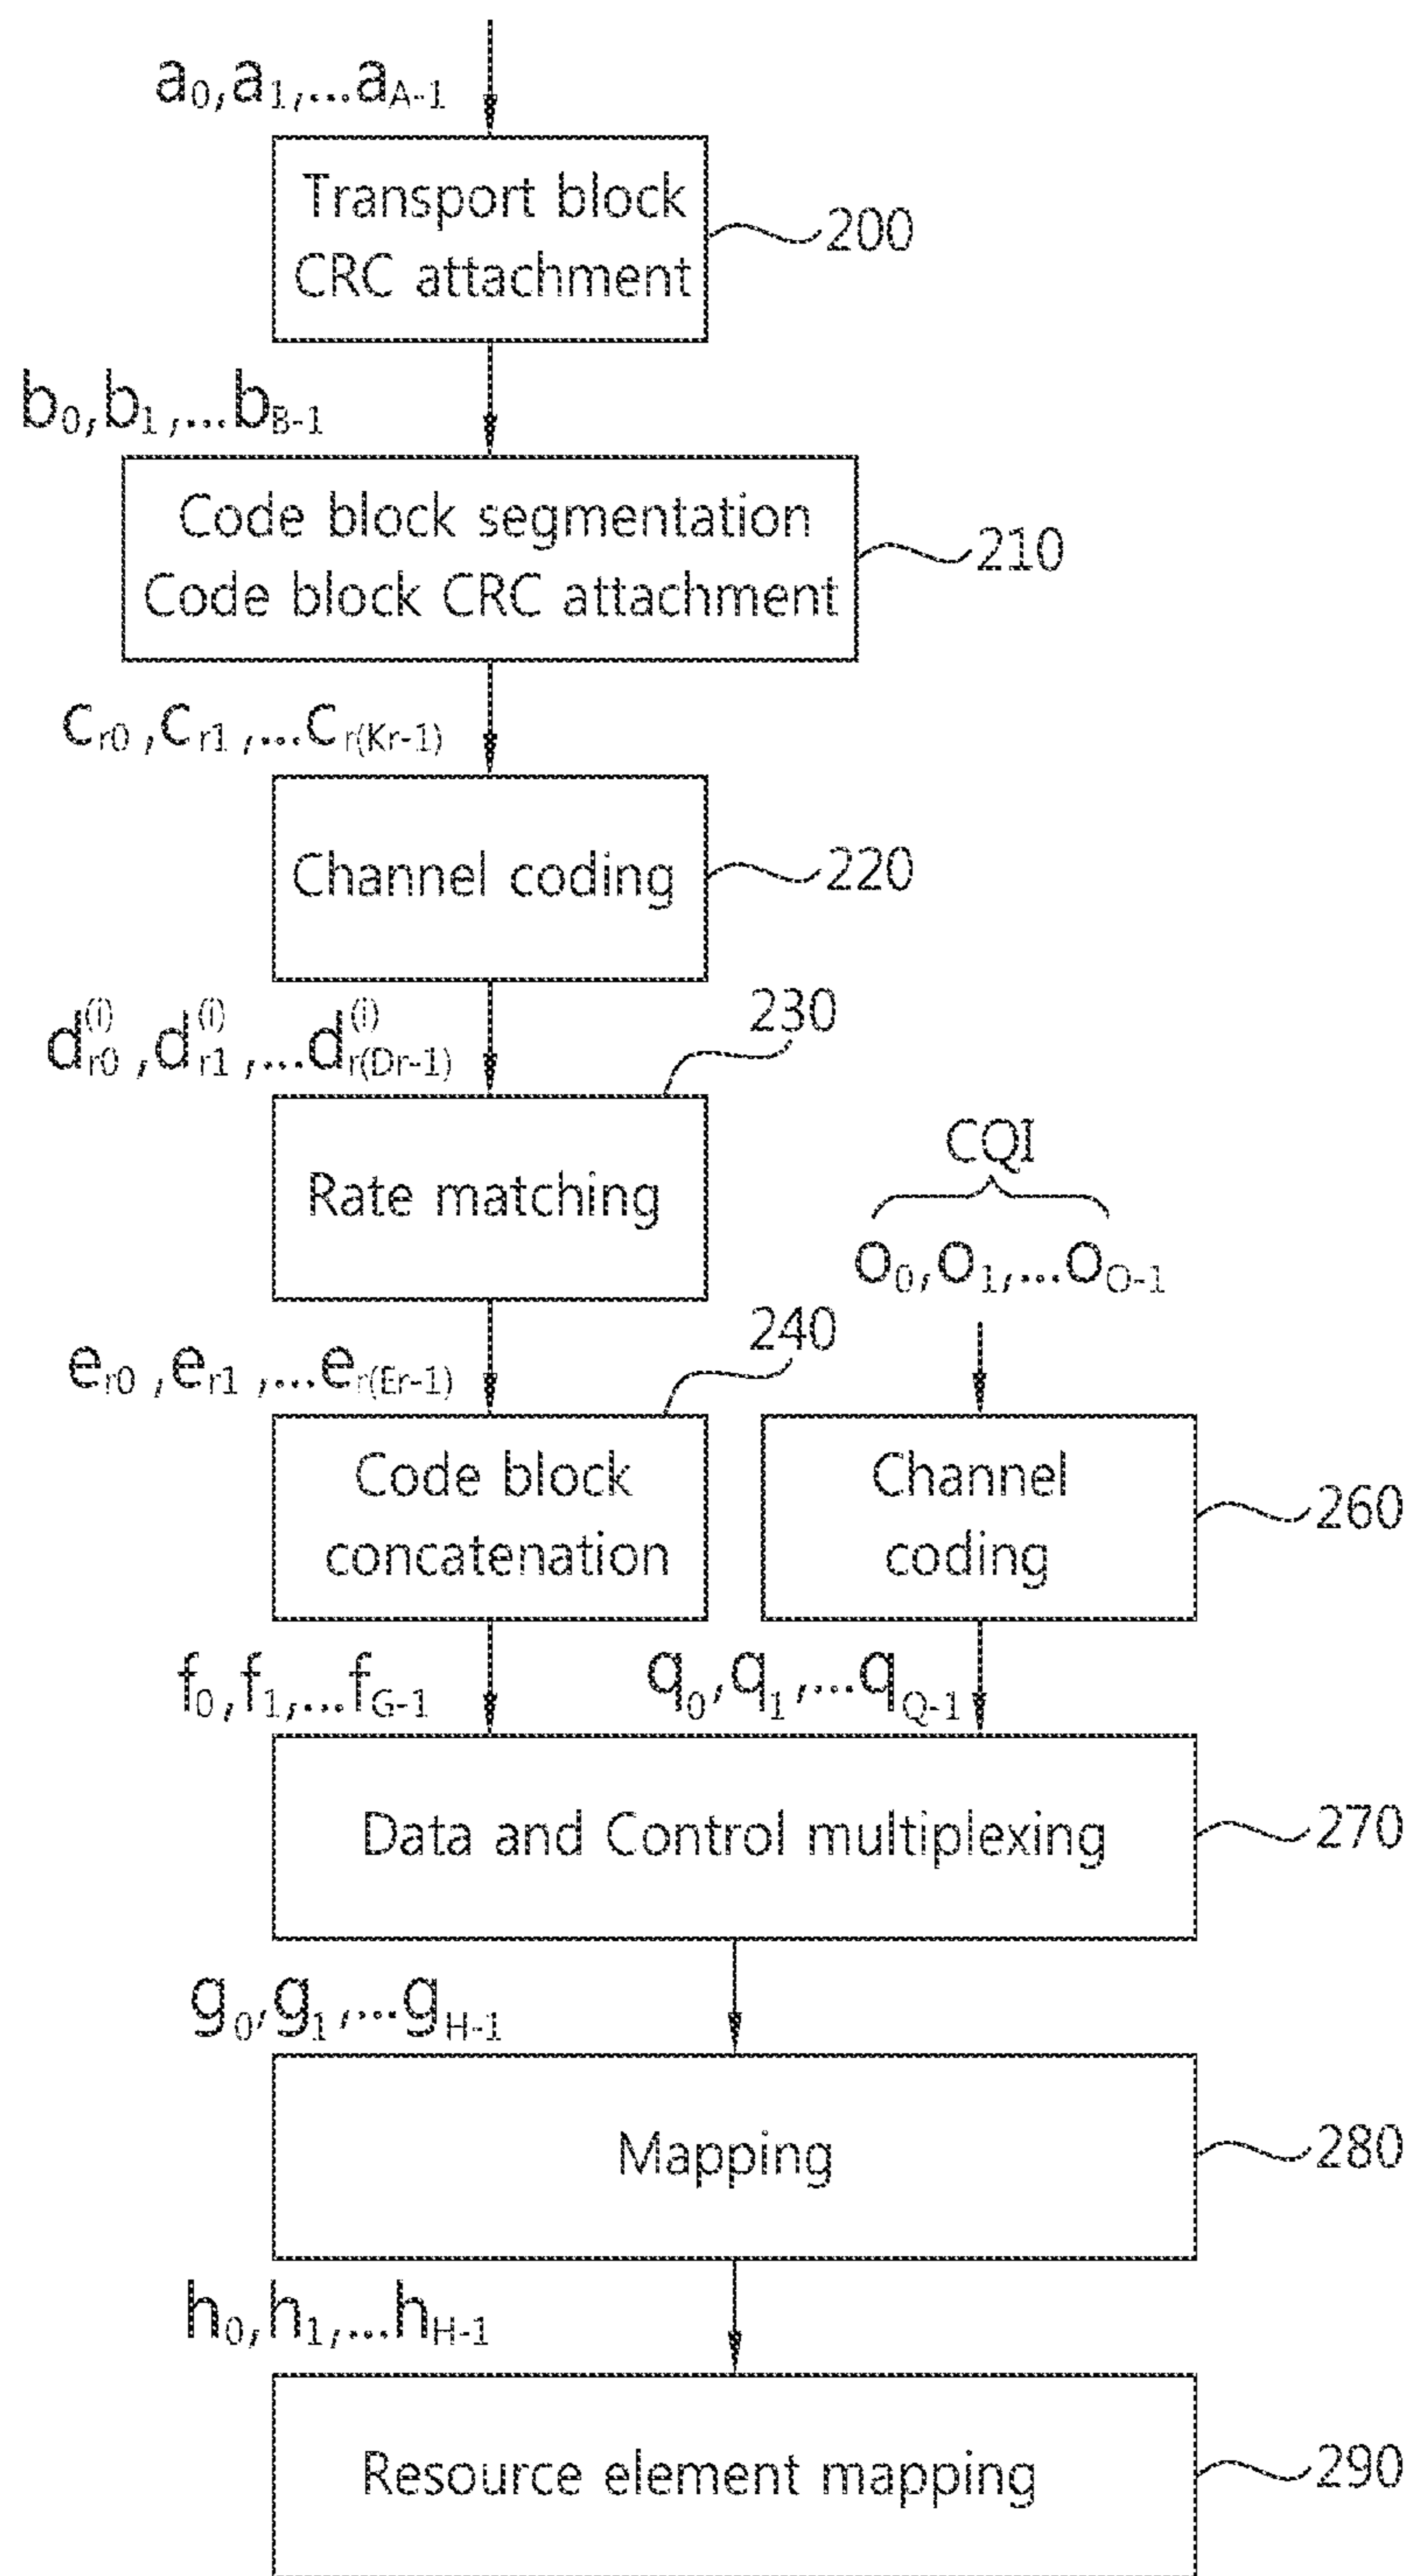 a0,a1,...aA-1
Transport block
CRC attachment
200
b0,b1,...bB-1
Code block segmentation
Code block CRC attachment
210
cr0,cr1,...cr(Kr-1)
Channel coding
220
d(i)r0,d(i)r1,...d(i)r(Dr-1)
230
Rate matching
CQI
o0,o1,...oO-1
er0,er1,...er(Er-1)
240
Code block
concatenation
Channel
coding
260
f0,f1,...fG-1
q0,q1,...qQ-1
Data and Control multiplexing
270
g0,g1,...gH-1
Mapping
280
h0,h1,...hH-1
Resource element mapping
290